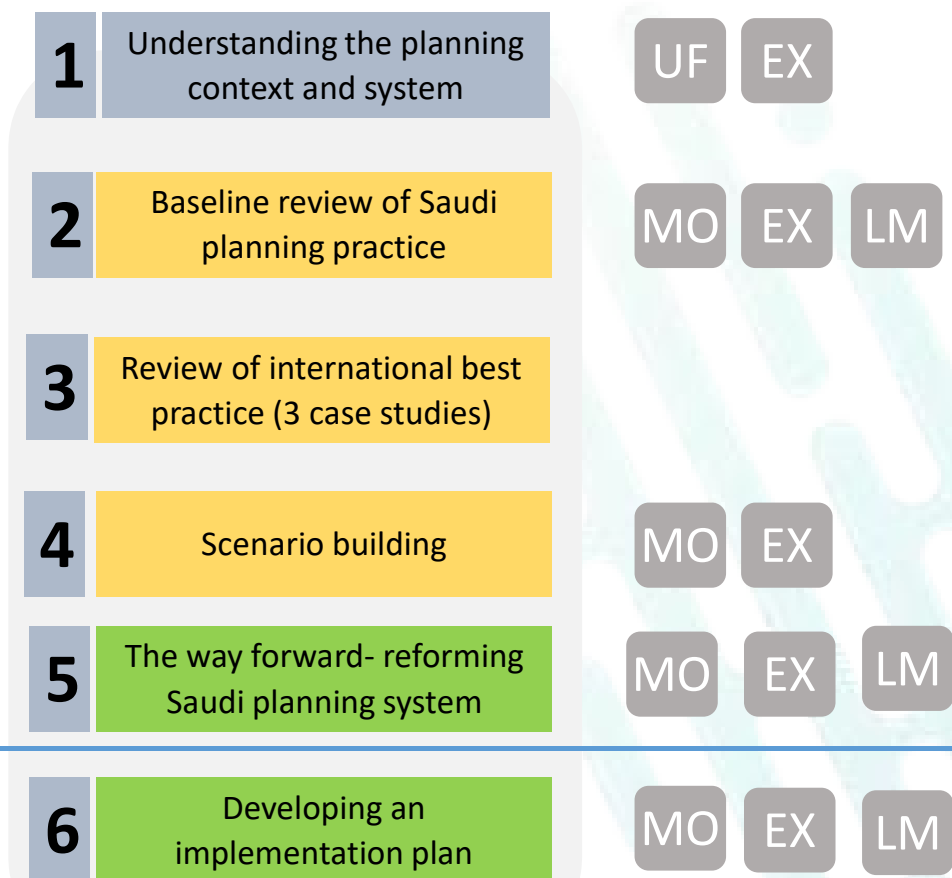 1
Understanding the planning
context and system
UF EX
2
Baseline review of Saudi
planning practice
MO EX LM
3
Review of international best
practice (3 case studies)
4
Scenario building
MO EX
5
The way forward- reforming
Saudi planning system
MO EX LM
6
Developing an
implementation plan
MO EX LM